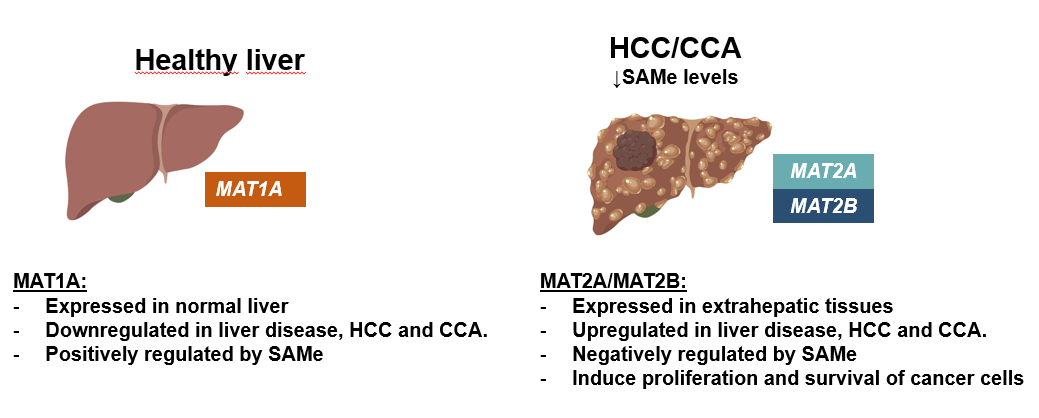 Healthy liver
MAT1A
MAT1A:
- Expressed in normal liver
- Downregulated in liver disease, HCC and CCA.
- Positively regulated by SAMe
HCC/CCA
↓SAMe levels
MAT2A
MAT2B
MAT2A/MAT2B:
- Expressed in extrahepatic tissues
- Upregulated in liver disease, HCC and CCA.
- Negatively regulated by SAMe
- Induce proliferation and survival of cancer cells